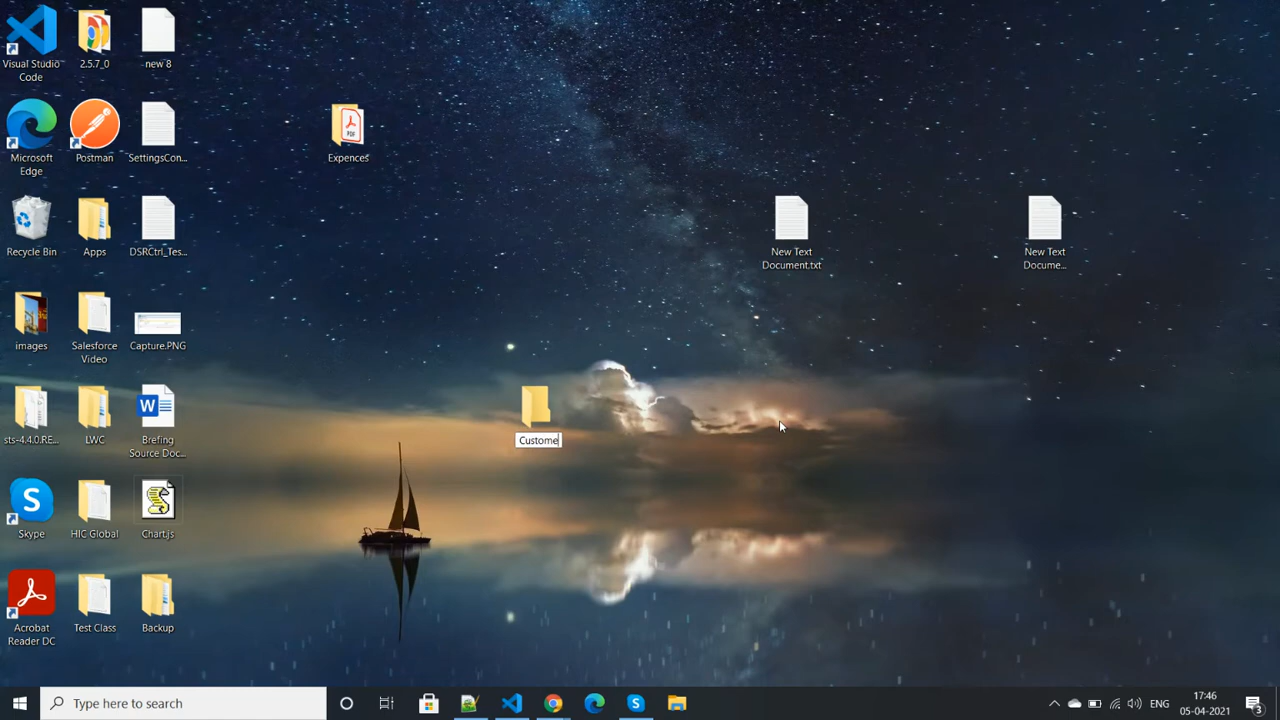 Visual Studio
Code
2.5.7_0
new 8
Microsoft
Edge
Postman
SettingsCon...
PDF
Expences
Recycle Bin
Apps
DSRCtrl_Tes...
New Text
Document.txt
New Text
Docume...
images
Salesforce
Video
Capture.PNG
sts-4.4.0.RE...
LWC
W
Brefing
Source Doc...
Custome
S
Skype
HIC Global
Chart.js
Acrobat
Reader DC
Test Class
Backup
Type here to search
S
ENG
17:46
05-04-2021
3